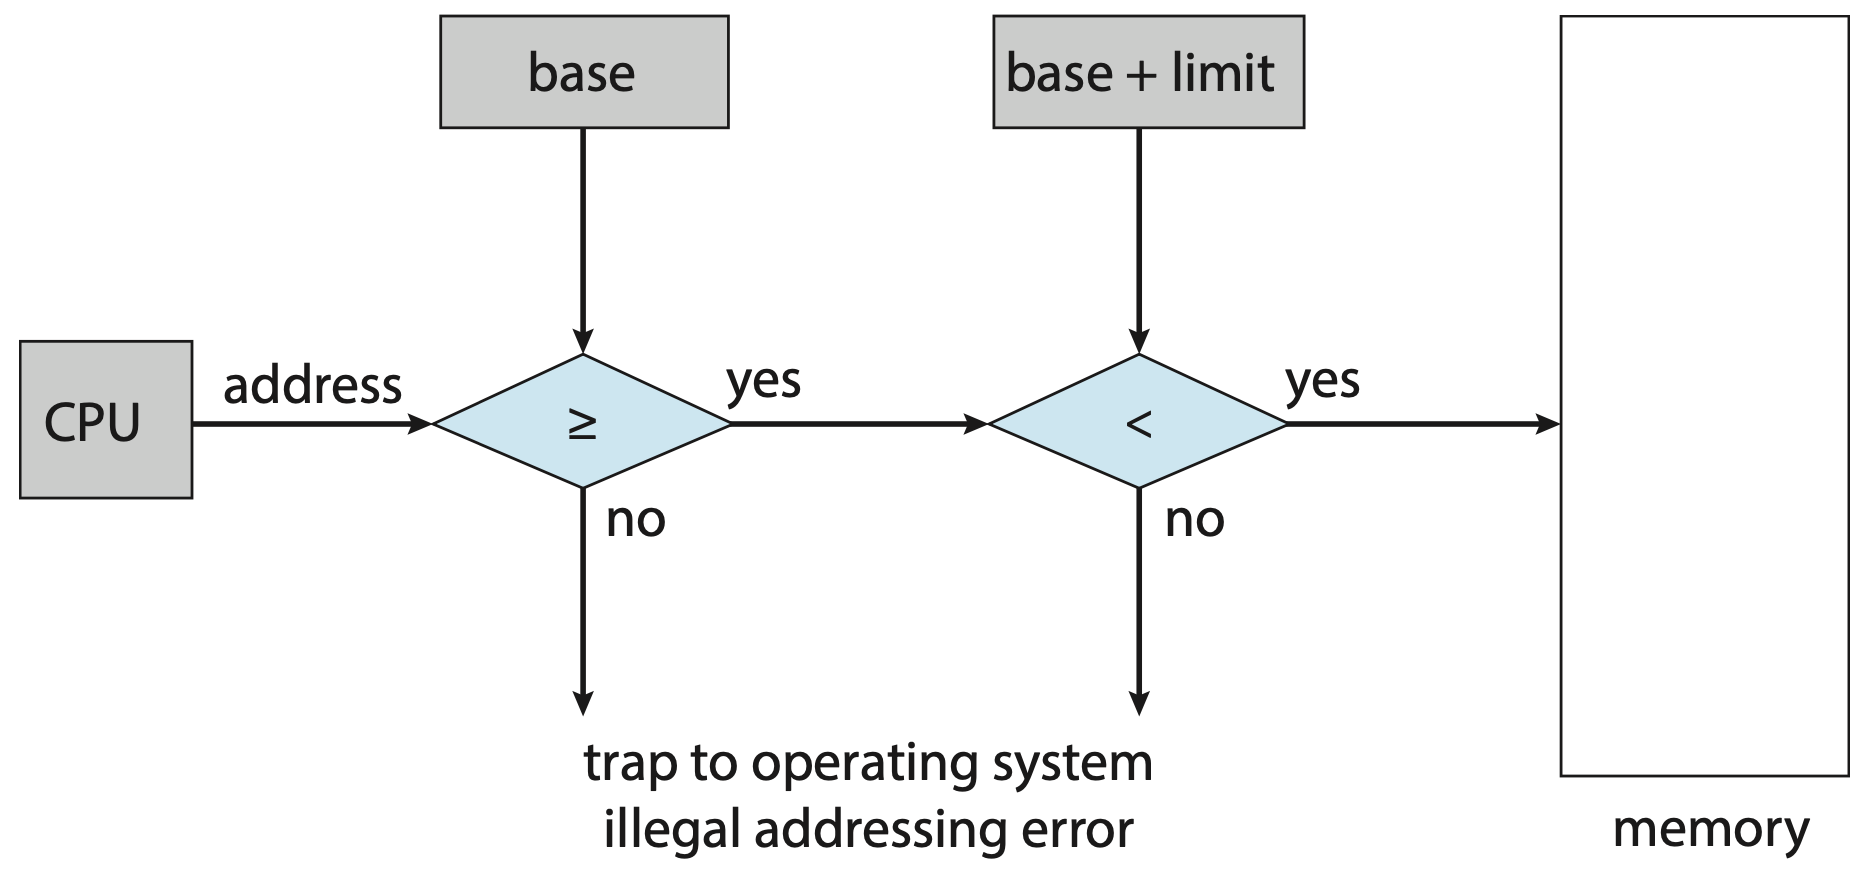 base
base + limit
CPU
address
≥
yes
<
yes
no
no
trap to operating system
illegal addressing error
memory